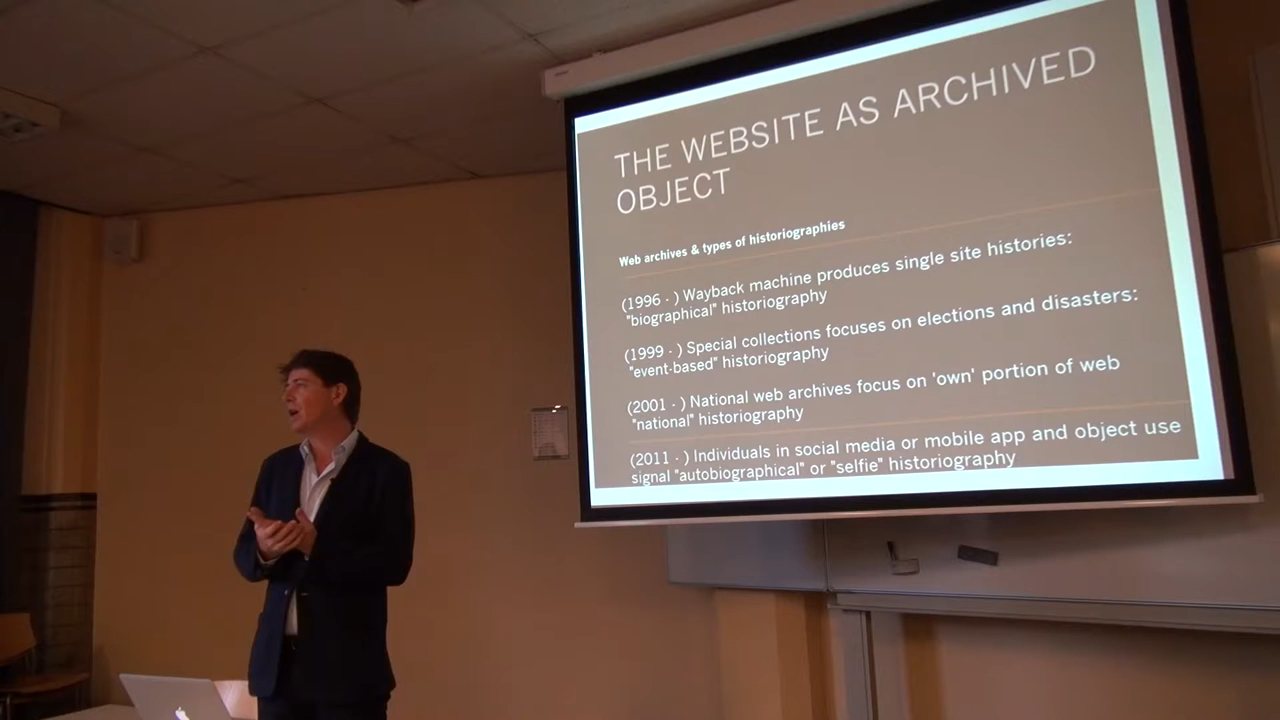 THE WEBSITE AS ARCHIVED
OBJECT
Web archives & types of historiographies
(1996 - ) Wayback machine produces single site histories:
"biographical" historiography
(1999 - ) Special collections focuses on elections and disasters:
"event-based" historiography
(2001 - ) National web archives focus on 'own' portion of web
"national" historiography
(2011 - ) Individuals in social media or mobile app and object use
signal "autobiographical" or "selfie" historiography